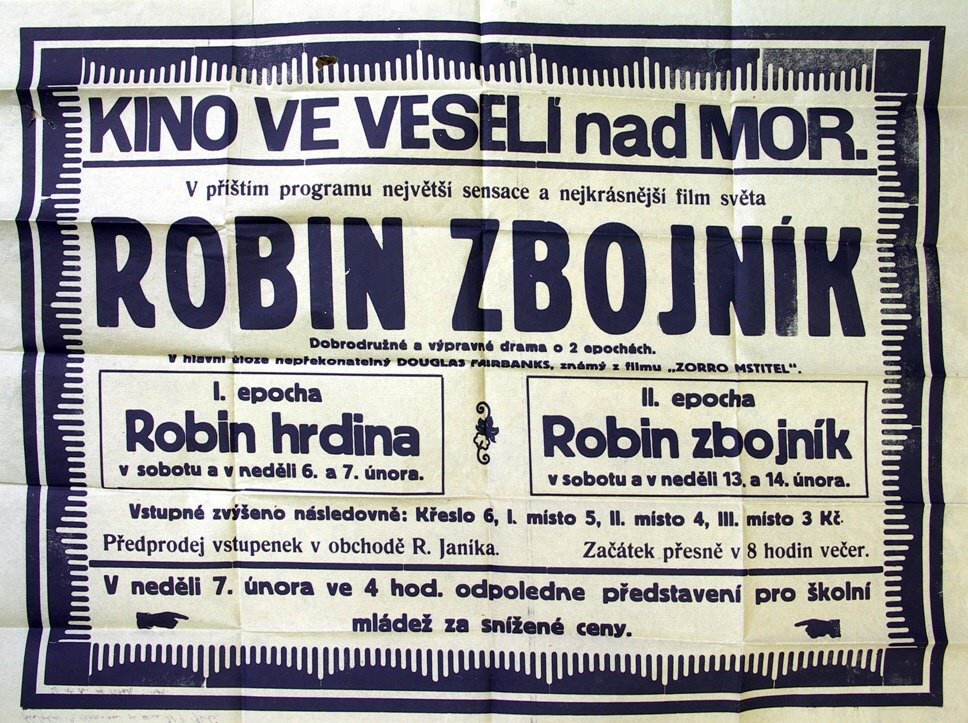 KINO VE VESELÍ nad MOR.
V příštím programu největší sensace a nejkrásnější film světa
ROBIN ZBOJNÍK
Dobrodružné a výpravné drama o 2 epochách.
V hlavní úloze nepřekonatelný DOUGLAS FAIRBANKS, známý z filmu „ZORRO MSTITEL“.
I. epocha
Robin hrdina
v sobotu a v neděli 6. a 7. února.
II. epocha
Robin zbojník
v sobotu a v neděli 13. a 14. února.
Vstupné zvýšeno následovně: Křeslo 6, I. místo 5, II. místo 4, III. místo 3 Kč.
Předprodej vstupenek v obchodě R. Janíka.
Začátek přesně v 8 hodin večer.
V neděli 7. února ve 4 hod. odpoledne představení pro školní
mládež za snížené ceny.